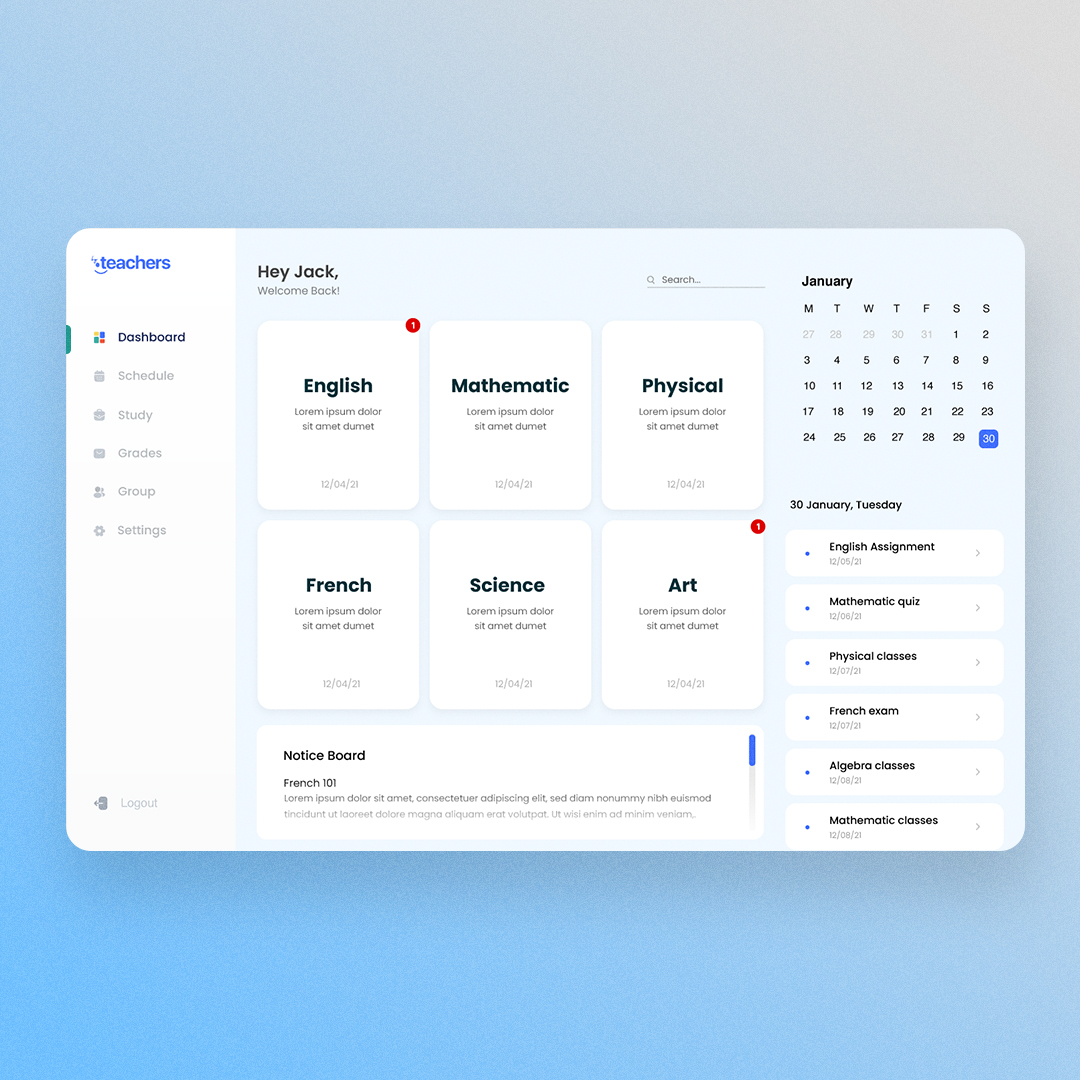 teachers
Dashboard
Schedule
Study
Grades
Group
Settings
Logout
Hey Jack,
Welcome Back!
Search...
1
English
Lorem ipsum dolor
sit amet dumet
12/04/21
Mathematic
Lorem ipsum dolor
sit amet dumet
12/04/21
Physical
Lorem ipsum dolor
sit amet dumet
12/04/21
French
Lorem ipsum dolor
sit amet dumet
12/04/21
Science
Lorem ipsum dolor
sit amet dumet
12/04/21
1
Art
Lorem ipsum dolor
sit amet dumet
12/04/21
Notice Board
French 101
Lorem ipsum dolor sit amet, consectetuer adipiscing elit, sed diam nonummy nibh euismod
tincidunt ut laoreet dolore magna aliquam erat volutpat. Ut wisi enim ad minim veniam,.
January
M T W T F S S
27 28 29 30 31 1 2
3 4 5 6 7 8 9
10 11 12 13 14 15 16
17 18 19 20 21 22 23
24 25 26 27 28 29 30
30 January, Tuesday
English Assignment
12/05/21
Mathematic quiz
12/06/21
Physical classes
12/07/21
French exam
12/07/21
Algebra classes
12/08/21
Mathematic classes
12/08/21